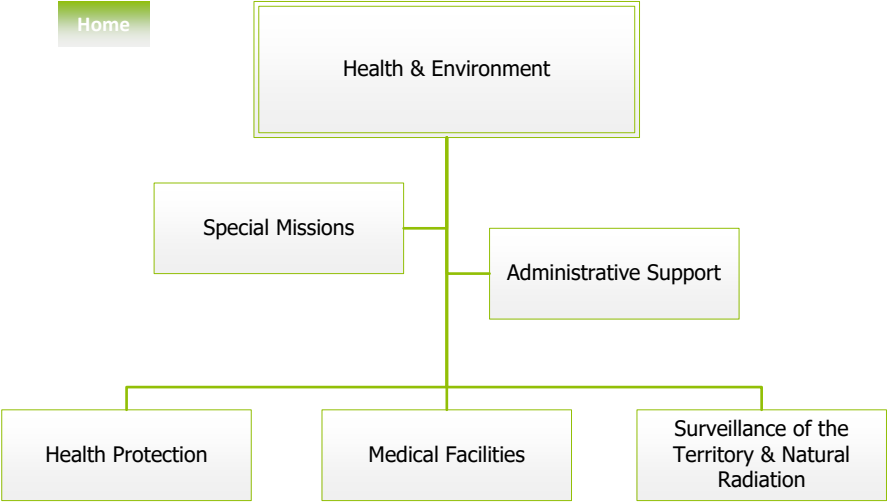 Home
Health & Environment
Special Missions
Administrative Support
Health Protection
Medical Facilities
Surveillance of the
Territory & Natural
Radiation